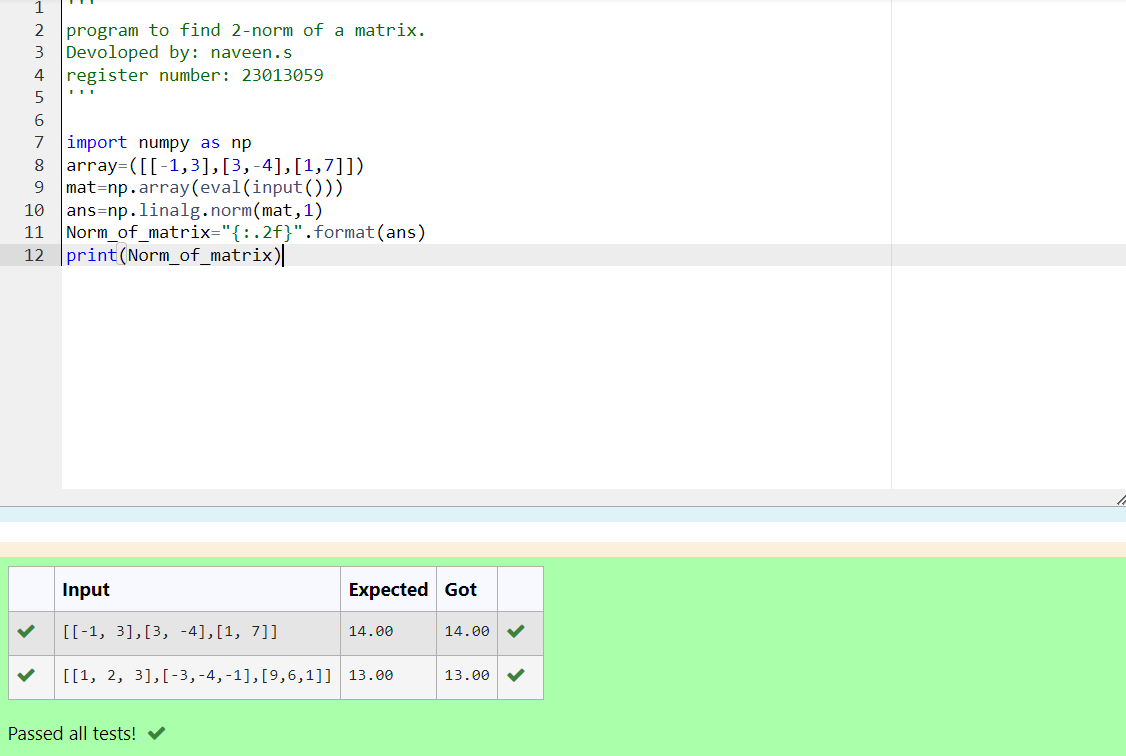 1 '''
2 program to find 2-norm of a matrix.
3 Devoloped by: naveen.s
4 register number: 23013059
5 '''
6
7 import numpy as np
8 array=([[-1,3],[3,-4],[1,7]])
9 mat=np.array(eval(input()))
10 ans=np.linalg.norm(mat,1)
11 Norm_of_matrix="{:.2f}".format(ans)
12 print(Norm_of_matrix)
Input Expected Got
[[-1, 3],[3, -4],[1, 7]] 14.00 14.00
[[1, 2, 3],[-3,-4,-1],[9,6,1]] 13.00 13.00
Passed all tests!